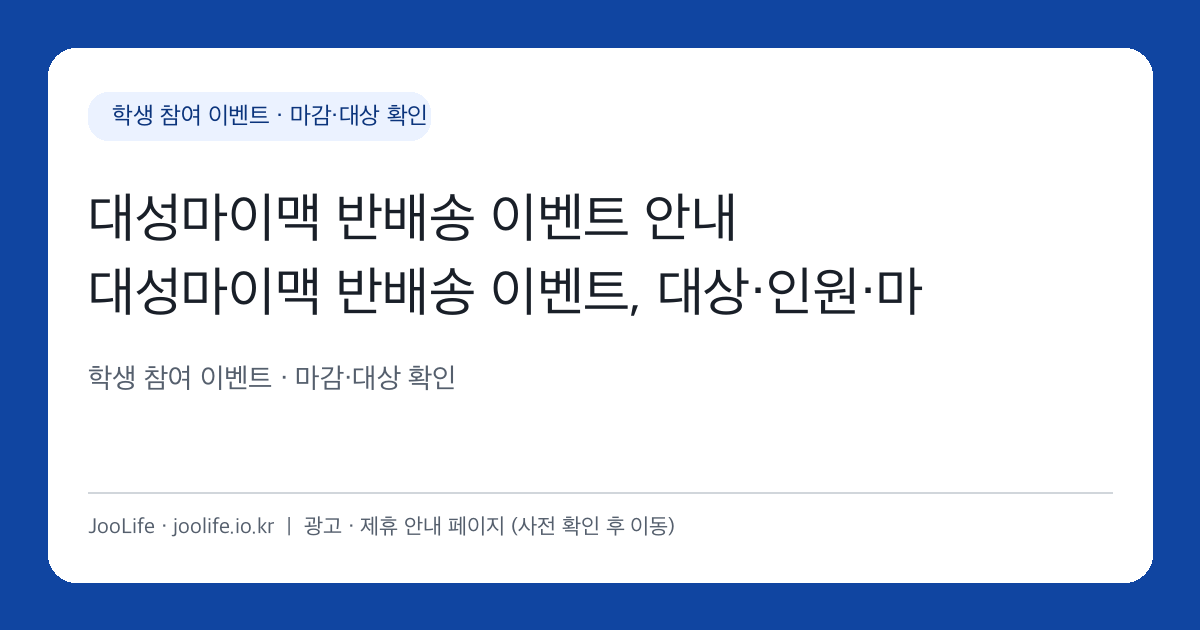 학생 참여 이벤트 · 마감·대상 확인
대성마이맥 반배송 이벤트 안내
대성마이맥 반배송 이벤트, 대상·인원·마
학생 참여 이벤트 · 마감·대상 확인
JooLife · joolife.io.kr | 광고 · 제휴 안내 페이지 (사전 확인 후 이동)